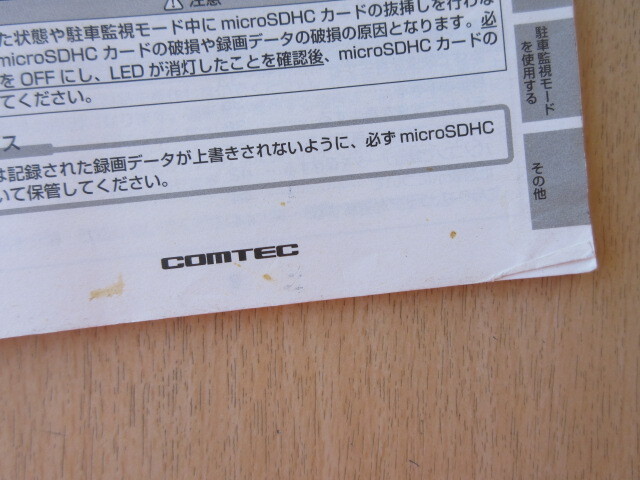 注意
た状態や駐車監視モード中に microSDHC カードの抜挿しを行わな
microSDHC カードの破損や録画データの破損の原因となります。必
を OFF にし、LED が消灯したことを確認後、microSDHC カードの
てください。
ス
は記録された録画データが上書きされないように、必ず microSDHC
いて保管してください。
COMTEC
駐車監視モード
を使用する
その他